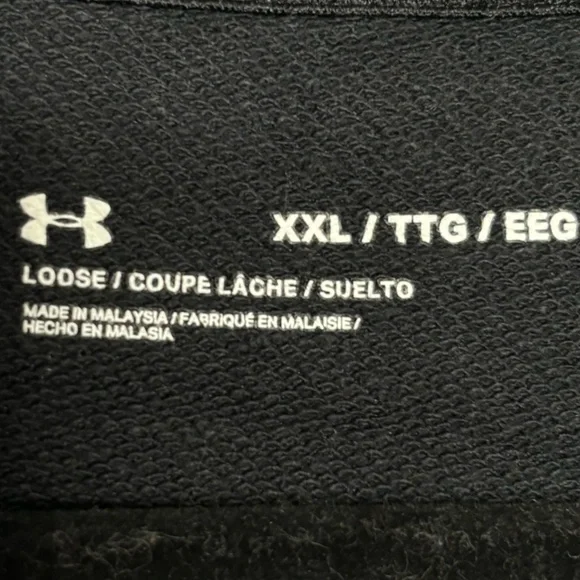 XXL / TTG / EEG
LOOSE / COUPE LÂCHE / SUELTO
MADE IN MALAYSIA / FABRIQUÉ EN MALAISIE /
HECHO EN MALASIA